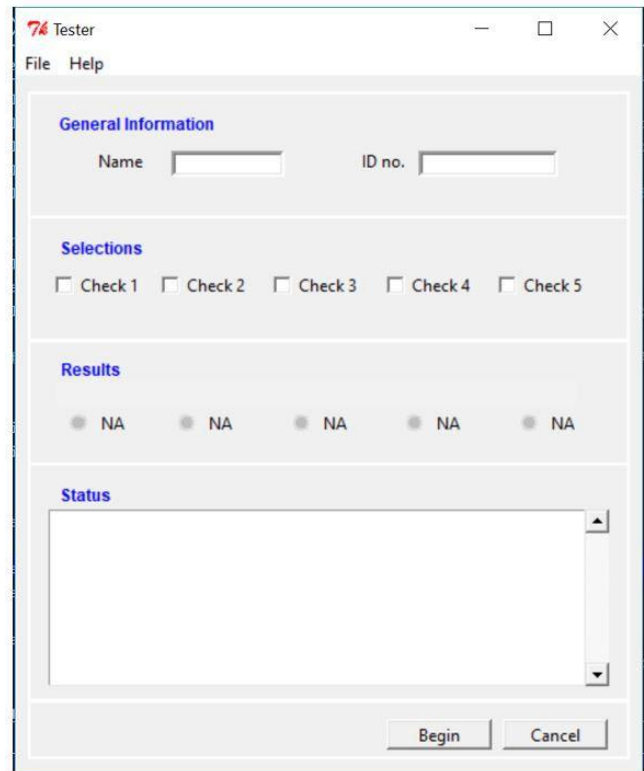 Tester
File Help
General Information
Name ID no.
Selections
Check 1 Check 2 Check 3 Check 4 Check 5
Results
NA NA NA NA NA
Status
Begin Cancel